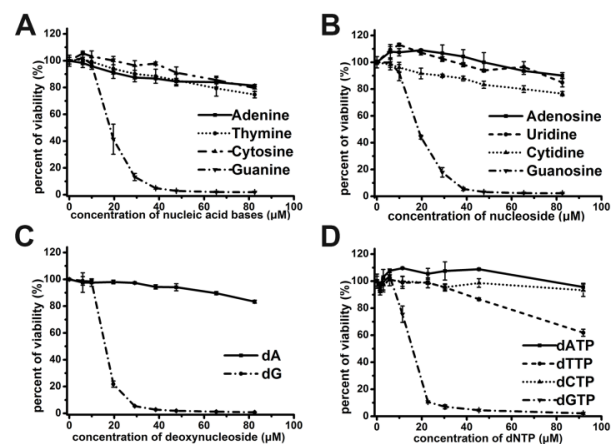 A
120
100
80
60
40
20
0
percent of viability (%)
Adenine
Thymine
Cytosine
Guanine
0 20 40 60 80 100
concentration of nucleic acid bases (µM)
B
120
100
80
60
40
20
0
percent of viability (%)
Adenosine
Uridine
Cytidine
Guanosine
0 20 40 60 80 100
concentration of nucleoside (µM)
C
120
100
80
60
40
20
0
percent of viability (%)
dA
dG
0 20 40 60 80 100
concentration of deoxynucleoside (µM)
D
140
120
100
80
60
40
20
0
percent of viability (%)
dATP
dTTP
dCTP
dGTP
0 20 40 60 80 100
concentration of dNTP (µM)